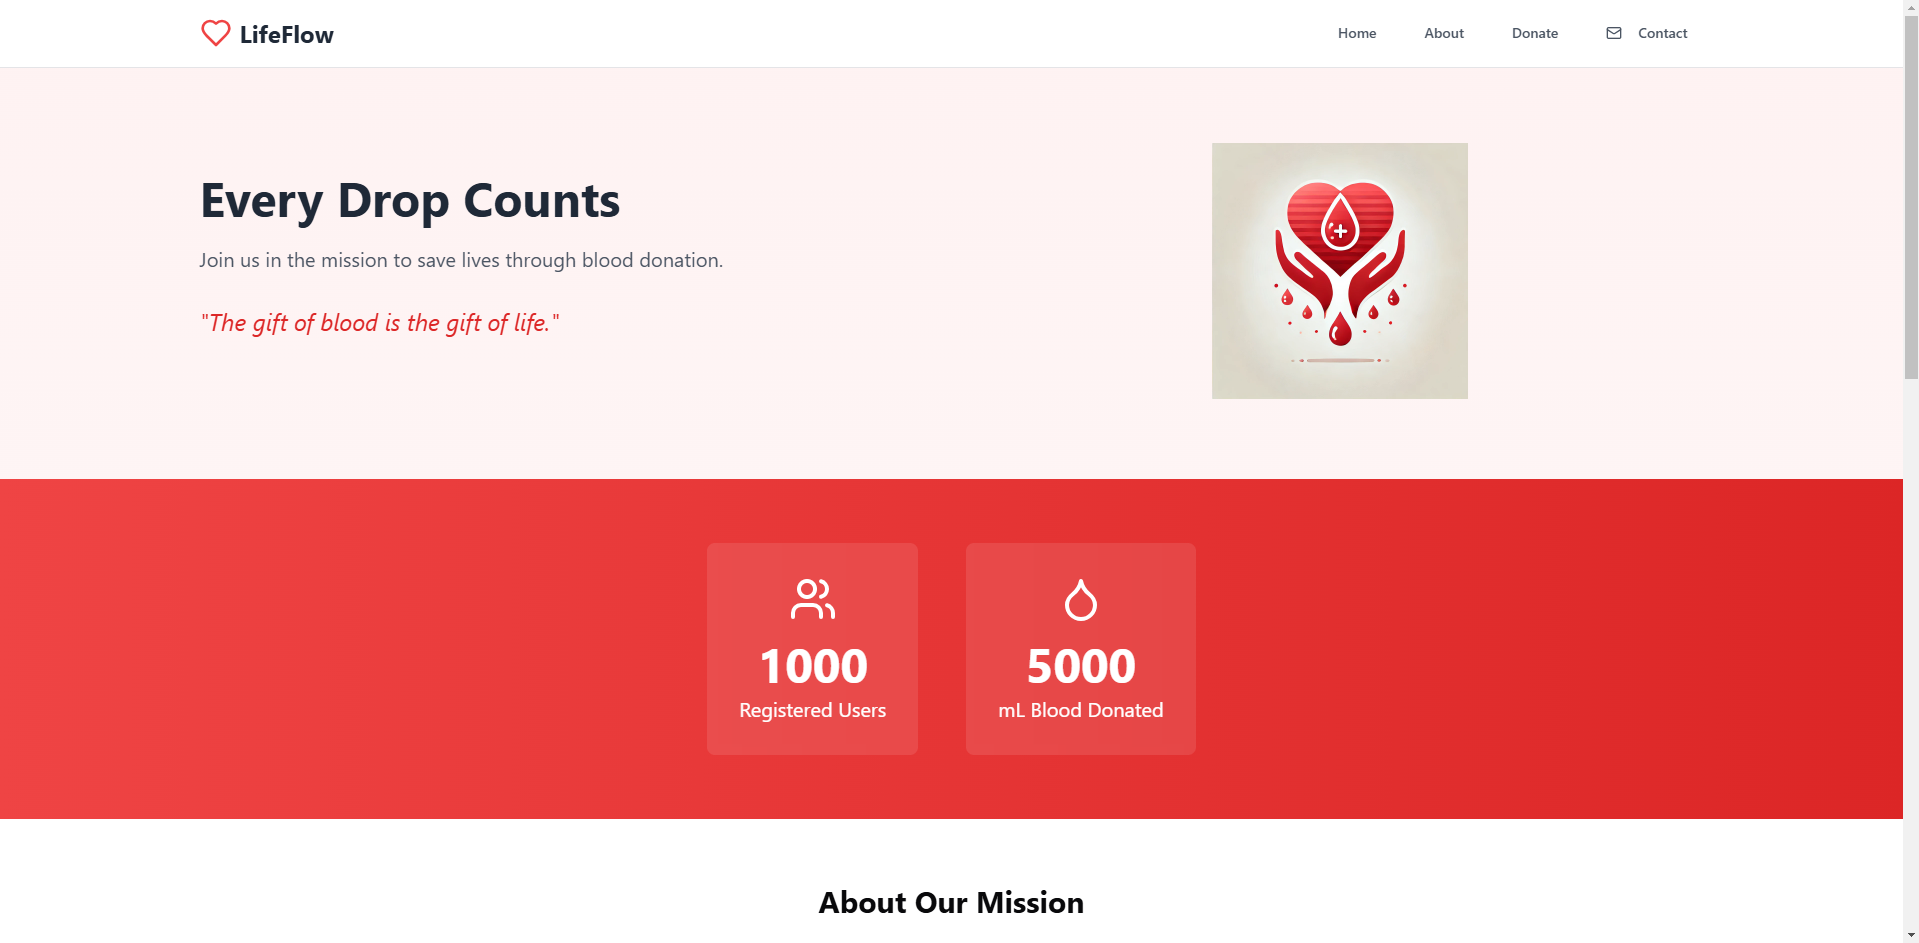 LifeFlow
Home About Donate Contact
Every Drop Counts
Join us in the mission to save lives through blood donation.
"The gift of blood is the gift of life."
1000
Registered Users
5000
mL Blood Donated
About Our Mission